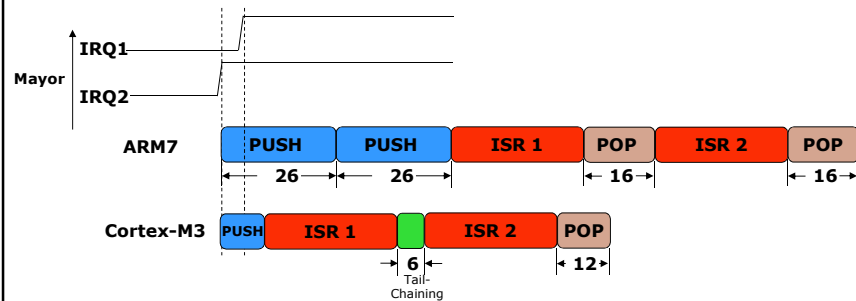 IRQ1
Mayor
IRQ2
ARM7 PUSH PUSH ISR 1 POP ISR 2 POP
26 26 16 16
Cortex-M3 PUSH ISR 1 ISR 2 POP
6 12
Tail-
Chaining